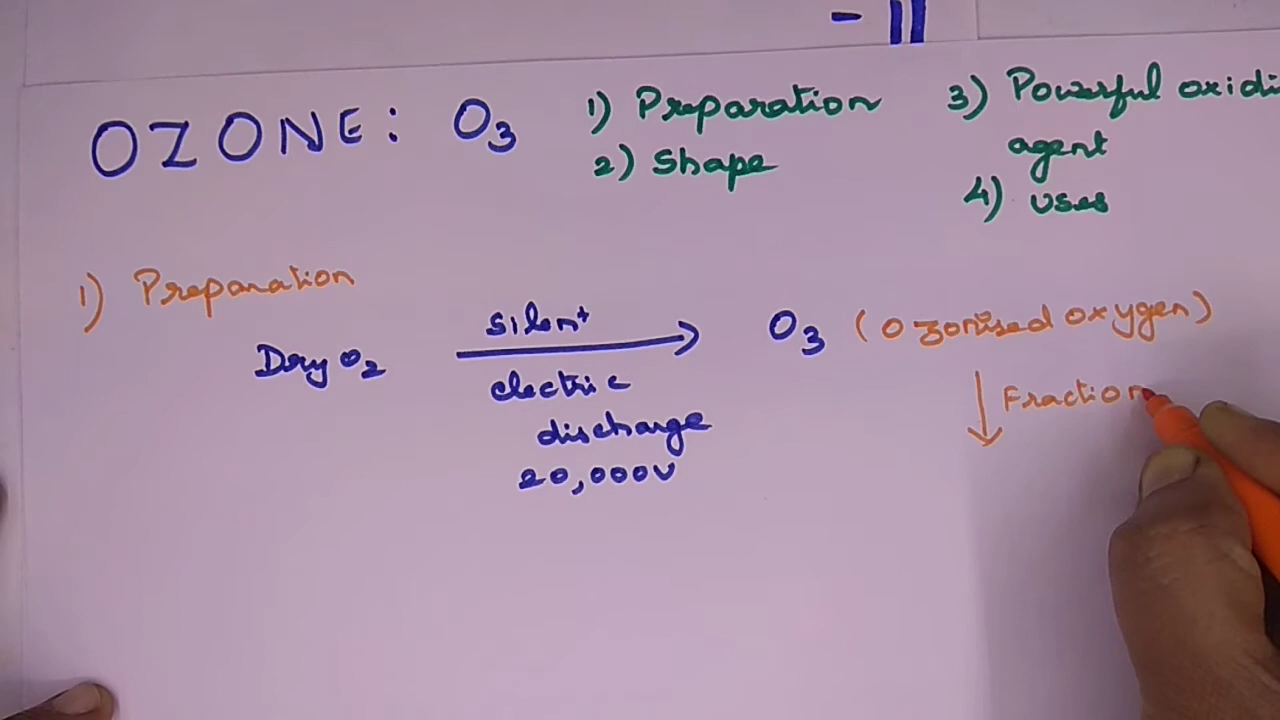 - II
OZONE: O3
1) Preparation
2) Shape
3) Powerful oxidi
agent
4) uses
1) Preparation
Dry O2
silent
electric
discharge
20,000V
O3 (Ozonised oxygen)
Fraction